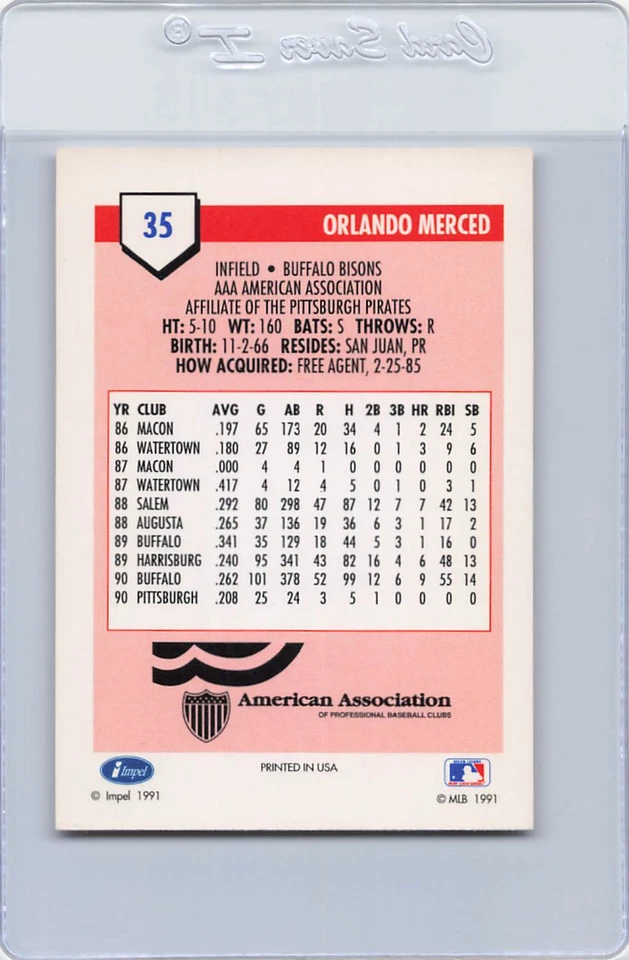 Card Saver I ®
35
ORLANDO MERCED
INFIELD • BUFFALO BISONS
AAA AMERICAN ASSOCIATION
AFFILIATE OF THE PITTSBURGH PIRATES
HT: 5-10 WT: 160 BATS: S THROWS: R
BIRTH: 11-2-66 RESIDES: SAN JUAN, PR
HOW ACQUIRED: FREE AGENT, 2-25-85
YR CLUB AVG G AB R H 2B 3B HR RBI SB
86 MACON .197 65 173 20 34 4 1 2 24 5
86 WATERTOWN .180 27 89 12 16 0 1 3 9 6
87 MACON .000 4 4 1 0 0 0 0 0 0
87 WATERTOWN .417 4 12 4 5 0 1 0 3 1
88 SALEM .292 80 298 47 87 12 7 7 42 13
88 AUGUSTA .265 37 136 19 36 6 3 1 17 2
89 BUFFALO .341 35 129 18 44 5 3 1 16 0
89 HARRISBURG .240 95 341 43 82 16 4 6 48 13
90 BUFFALO .262 101 378 52 99 12 6 9 55 14
90 PITTSBURGH .208 25 24 3 5 1 0 0 0 0
American Association
OF PROFESSIONAL BASEBALL CLUBS
Impel
PRINTED IN USA
© Impel 1991
© MLB 1991